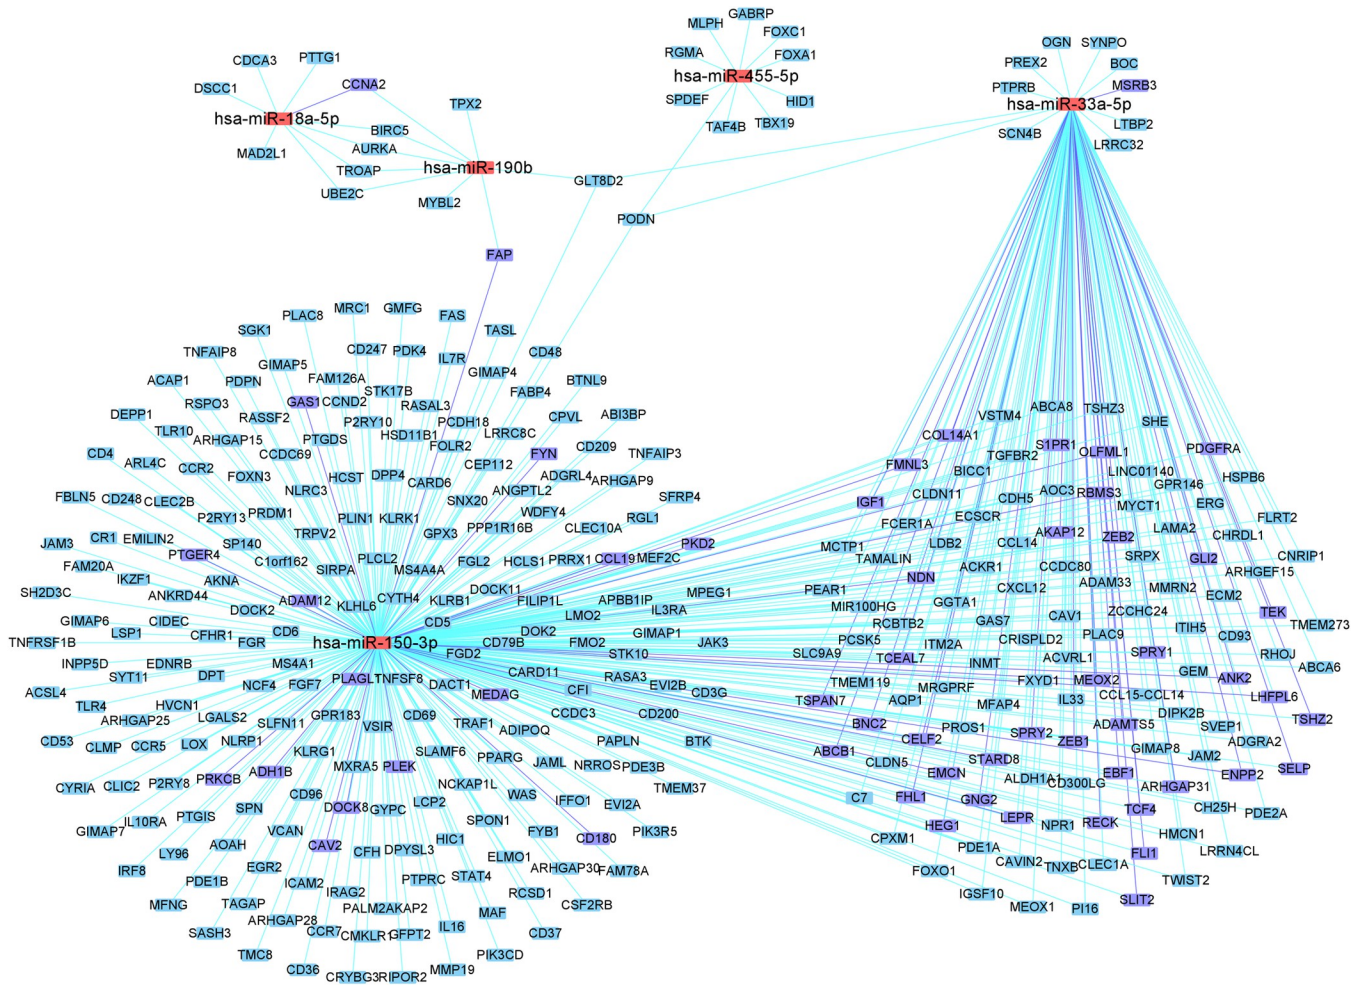 GABRP
MLPH
FOXC1
RGMA
FOXA1
hsa-miR-455-5p
SPDEF
HID1
TAF4B
TBX19
OGN
SYNPO
PREX2
BOC
PTPRB
MSRB3
hsa-miR-33a-5p
SCN4B
LTBP2
LRRC32
CDCA3
PTTG1
DSCC1
CCNA2
hsa-miR-18a-5p
TPX2
BIRC5
AURKA
MAD2L1
TROAP
hsa-miR-190b
UBE2C
MYBL2
GLT8D2
PODN
FAP
MRC1
GMFG
PLAC8
FAS
SGK1
TASL
TNFAIP8
CD247
PDK4
IL7R
CD48
GIMAP5
GIMAP4
ACAP1
PDPN
FAM126A
BTNL9
STK17B
FABP4
RSPO3
GAS1
CCND2
RASAL3
DEPP1
RASSF2
P2RY10
PCDH18
CPVL
ABI3BP
TLR10
ARHGAP15
PTGDS
HSD11B1
LRRC8C
FOLR2
CD209
CD4
ARL4C
CCDC69
FYN
TNFAIP3
CCR2
FOXN3
HCST
DPP4
CEP112
ADGRL4
FBLN5
CD248
CLEC2B
NLRC3
CARD6
ANGPTL2
ARHGAP9
SNX20
SFRP4
P2RY13
PRDM1
PLIN1
KLRK1
WDFY4
RGL1
JAM3
CR1
EMILIN2
TRPV2
GPX3
PPP1R16B
CLEC10A
SP140
PTGER4
C1orf162
PLCL2
FGL2
HCLS1
PRRX1
CCL19
MEF2C
PKD2
FAM20A
IKZF1
AKNA
SIRPA
MS4A4A
SH2D3C
ANKRD44
DOCK2
ADAM12
KLHL6
CYTH4
KLRB1
DOCK11
FILIP1L
APBB1IP
MPEG1
GIMAP6
CIDEC
LMO2
IL3RA
TNFRSF1B
LSP1
CFHR1
FGR
CD6
CD5
DOK2
GIMAP1
hsa-miR-150-3p
CD79B
FMO2
JAK3
INPP5D
EDNRB
FGD2
STK10
ACSL4
SYT11
DPT
MS4A1
PLAGL1
TNFSF8
CARD11
RASA3
TLR4
NCF4
FGF7
DACT1
MEDAG
CFI
EVI2B
CD3G
HVCN1
ARHGAP25
LGALS2
GPR183
CD69
CCDC3
CD200
SLFN11
VSIR
TRAF1
ADIPOQ
CD53
CLMP
CCR5
LOX
NLRP1
KLRG1
SLAMF6
PPARG
PAPLN
BTK
MXRA5
PLEK
JAML
NRROS
PDE3B
CYRIA
CLIC2
P2RY8
PRKCB
ADH1B
NCKAP1L
TMEM37
CD96
WAS
IFFO1
EVI2A
GIMAP7
IL10RA
PTGIS
SPN
DOCK8
GYPC
LCP2
SPON1
FYB1
PIK3R5
VCAN
CD180
LY96
AOAH
CAV2
CFH
DPYSL3
HIC1
ELMO1
IRF8
EGR2
ARHGAP30
FAM78A
PDE1B
ICAM2
IRAG2
PTPRC
STAT4
RCSD1
MFNG
TAGAP
CSF2RB
ARHGAP28
PALM2AKAP2
MAF
SASH3
CCR7
CMKLR1
GFPT2
IL16
CD37
TMC8
PIK3CD
CD36
CRYBG3
RIPOR2
MMP19
ABCA8
TSHZ3
VSTM4
SHE
COL14A1
S1PR1
OLFML1
PDGFRA
TGFBR2
FMNL3
BICC1
LINC01140
HSPB6
GPR146
CLDN11
AOC3
RBMS3
IGF1
CDH5
MYCT1
ERG
ECSCR
FLRT2
FCER1A
AKAP12
LAMA2
CHRDL1
LDB2
CCL14
ZEB2
MCTP1
SRPX
GLI2
CNRIP1
TAMALIN
ACKR1
CCDC80
ARHGEF15
NDN
PEAR1
CXCL12
ADAM33
MMRN2
ECM2
MIR100HG
GGTA1
ZCCHC24
TEK
RCBTB2
GAS7
CAV1
TMEM273
PCSK5
CRISPLD2
PLAC9
ITIH5
CD93
ITM2A
SLC9A9
TCEAL7
ACVRL1
SPRY1
RHOJ
INMT
GEM
ABCA6
TMEM119
FXYD1
MEOX2
ANK2
MRGPRF
TSPAN7
AQP1
MFAP4
IL33
CCL15-CCL14
LHFPL6
DIPK2B
BNC2
PROS1
SPRY2
ADAMTS5
SVEP1
TSHZ2
CELF2
ZEB1
GIMAP8
ADGRA2
ABCB1
CLDN5
STARD8
JAM2
SELP
EMCN
ALDH1A1
CD300LG
EBF1
ENPP2
C7
FHL1
GNG2
ARHGAP31
CH25H
TCF4
PDE2A
HEG1
LEPR
NPR1
RECK
CPXM1
PDE1A
HMCN1
FLI1
LRRN4CL
CAVIN2
FOXO1
TNXB
CLEC1A
TWIST2
IGSF10
MEOX1
PI16
SLIT2